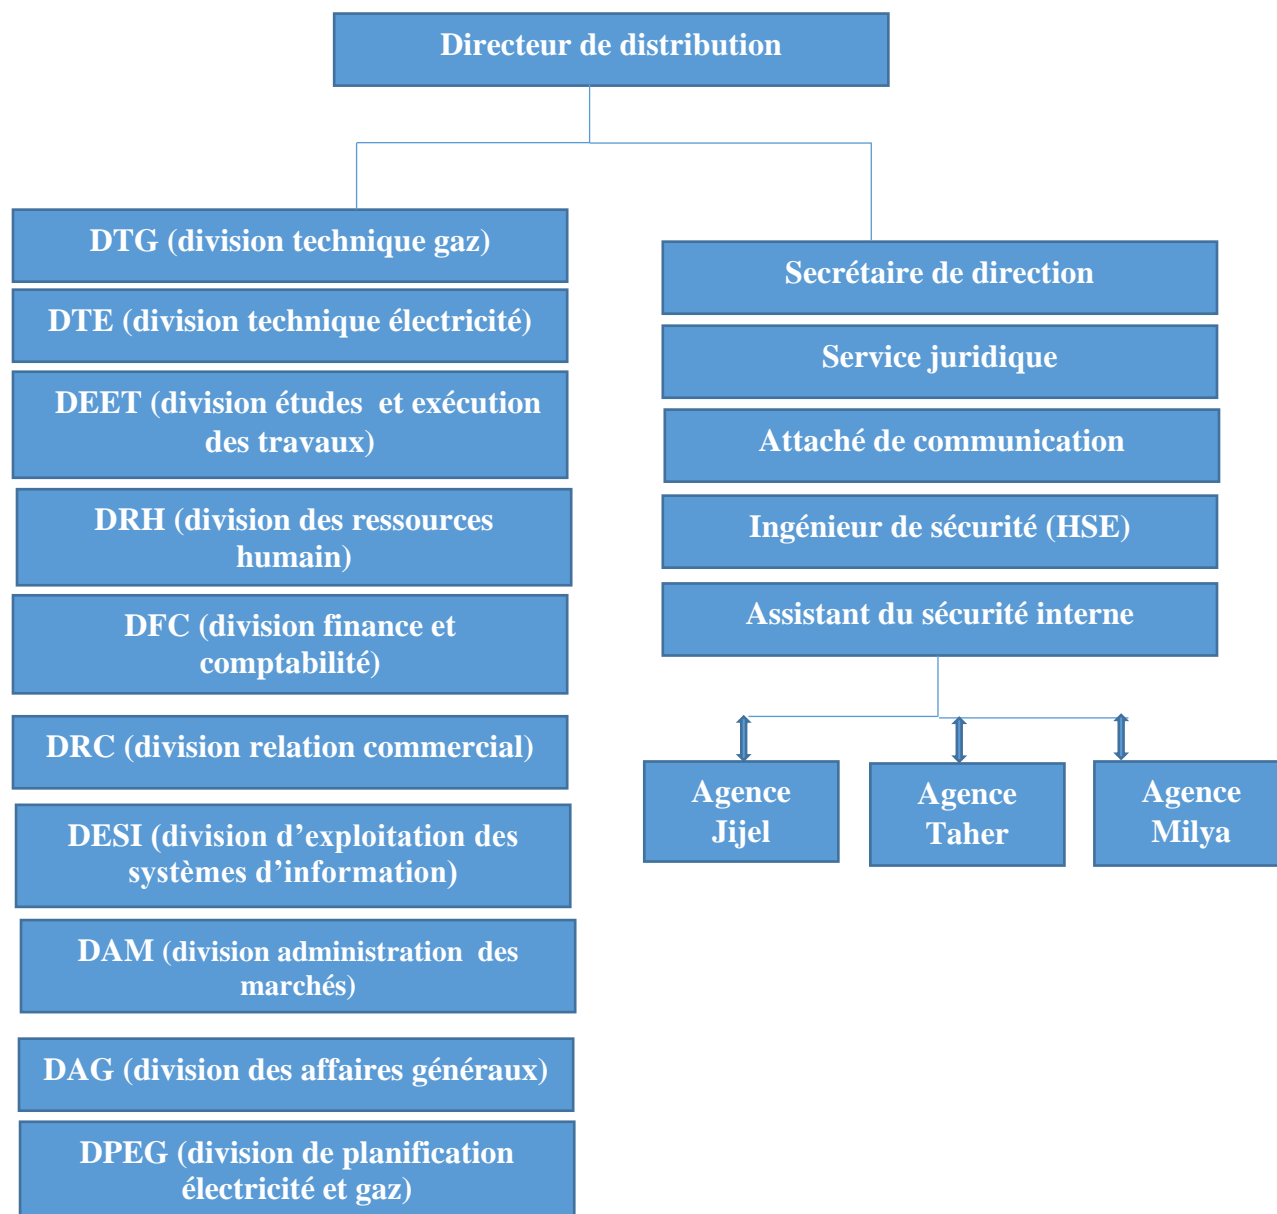 Directeur de distribution
DTG (division technique gaz)
DTE (division technique électricité)
DEET (division études  et exécution
des travaux)
DRH (division des ressources
humain)
DFC (division finance et
comptabilité)
DRC (division relation commercial)
DESI (division d’exploitation des
systèmes d’information)
DAM (division administration  des
marchés)
DAG (division des affaires généraux)
DPEG (division de planification
électricité et gaz)
Secrétaire de direction
Service juridique
Attaché de communication
Ingénieur de sécurité (HSE)
Assistant du sécurité interne
Agence
Jijel
Agence
Taher
Agence
Milya